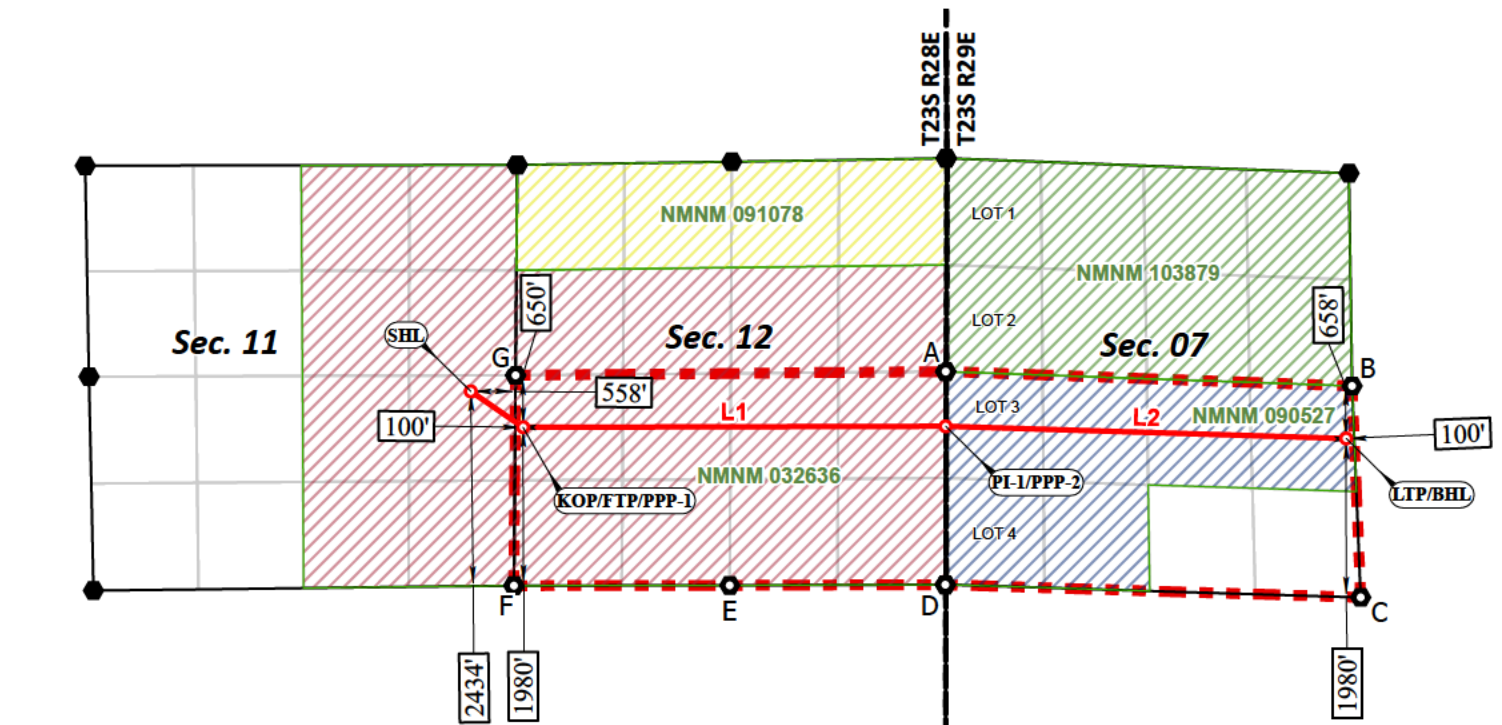 T23S R28E
T23S R29E
NMNM 091078
LOT 1
NMNM 103879
650'
658'
LOT 2
SHL
Sec. 11
Sec. 12
Sec. 07
G
A
B
558'
LOT 3
100'
L1
L2
NMNM 090527
100'
NMNM 032636
PI-1/PPP-2
KOP/FTP/PPP-1
LTP/BHL
LOT 4
F
E
D
C
2434'
1980'
1980'